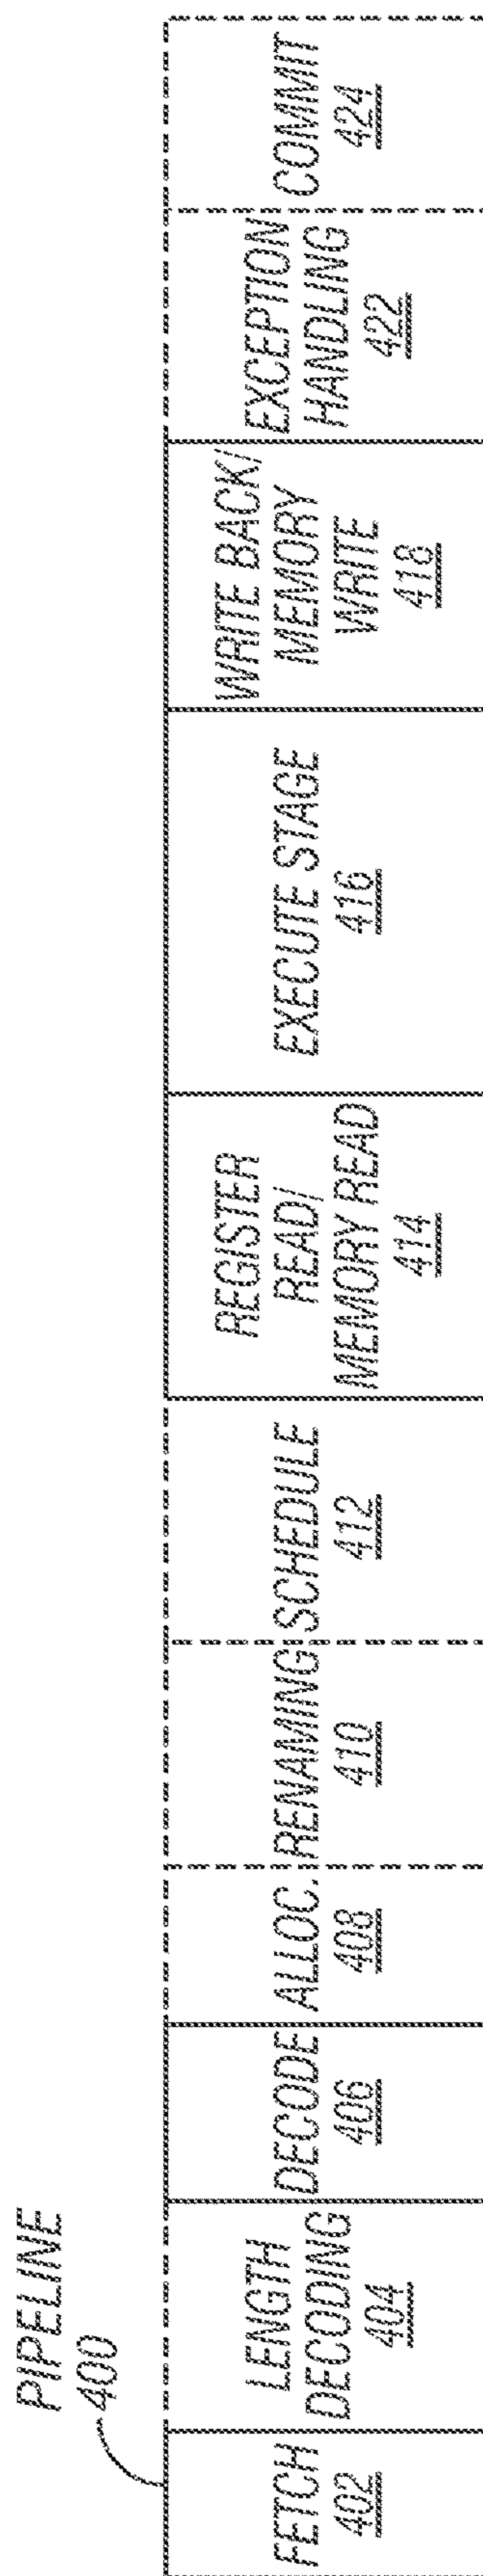 PIPELINE
400
FETCH
402
LENGTH
DECODING
404
DECODE
406
ALLOC.
408
RENAMING
410
SCHEDULE
412
REGISTER
READ/
MEMORY READ
414
EXECUTE STAGE
416
WRITE BACK/
MEMORY
WRITE
418
EXCEPTION
HANDLING
422
COMMIT
424